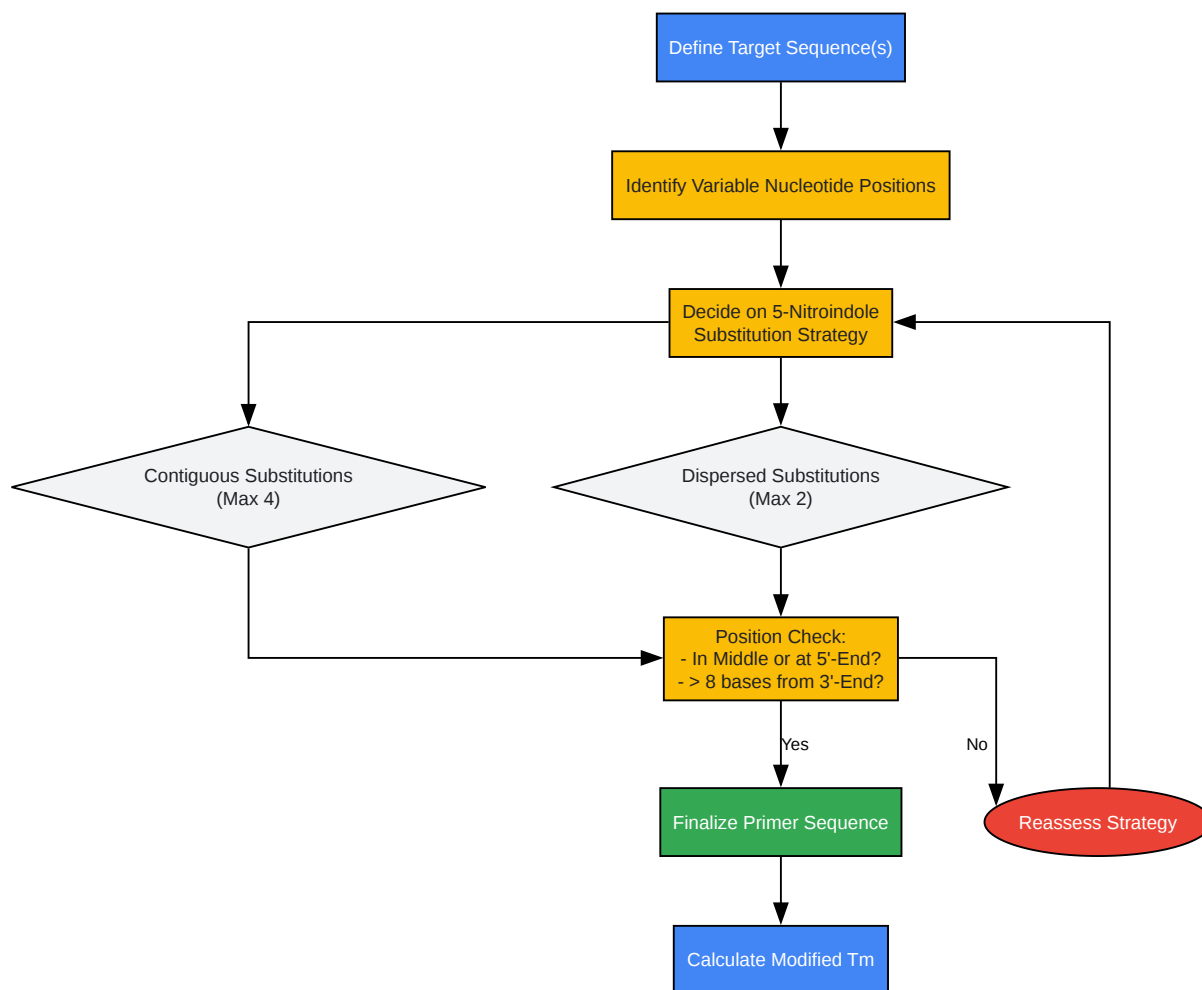 Define Target Sequence(s)
Identify Variable Nucleotide Positions
Decide on 5-Nitroindole
Substitution Strategy
Contiguous Substitutions
(Max 4)
Dispersed Substitutions
(Max 2)
Position Check:
- In Middle or at 5'-End?
- > 8 bases from 3'-End?
Yes
No
Finalize Primer Sequence
Reassess Strategy
Calculate Modified Tm